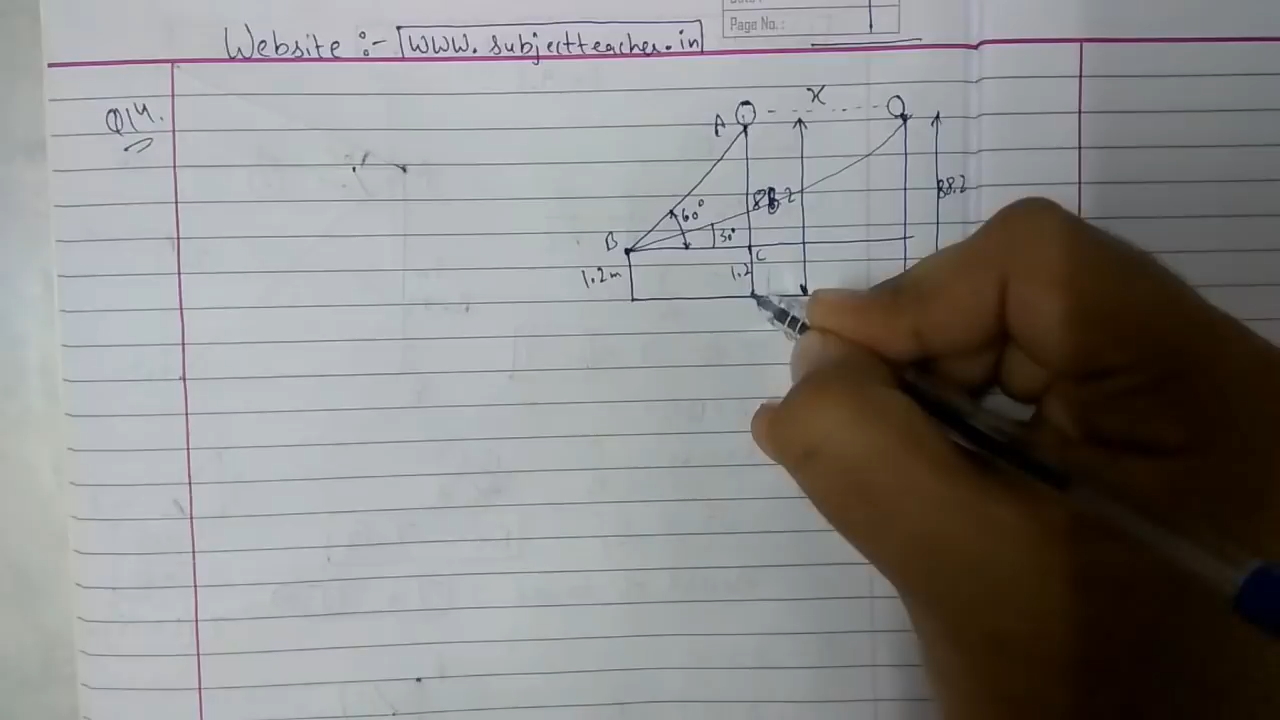 Page No. :
Website :- www.subjectteacher.in
Q14.
x
A
88.2
88.2
60°
30°
B
C
1.2m
1.2